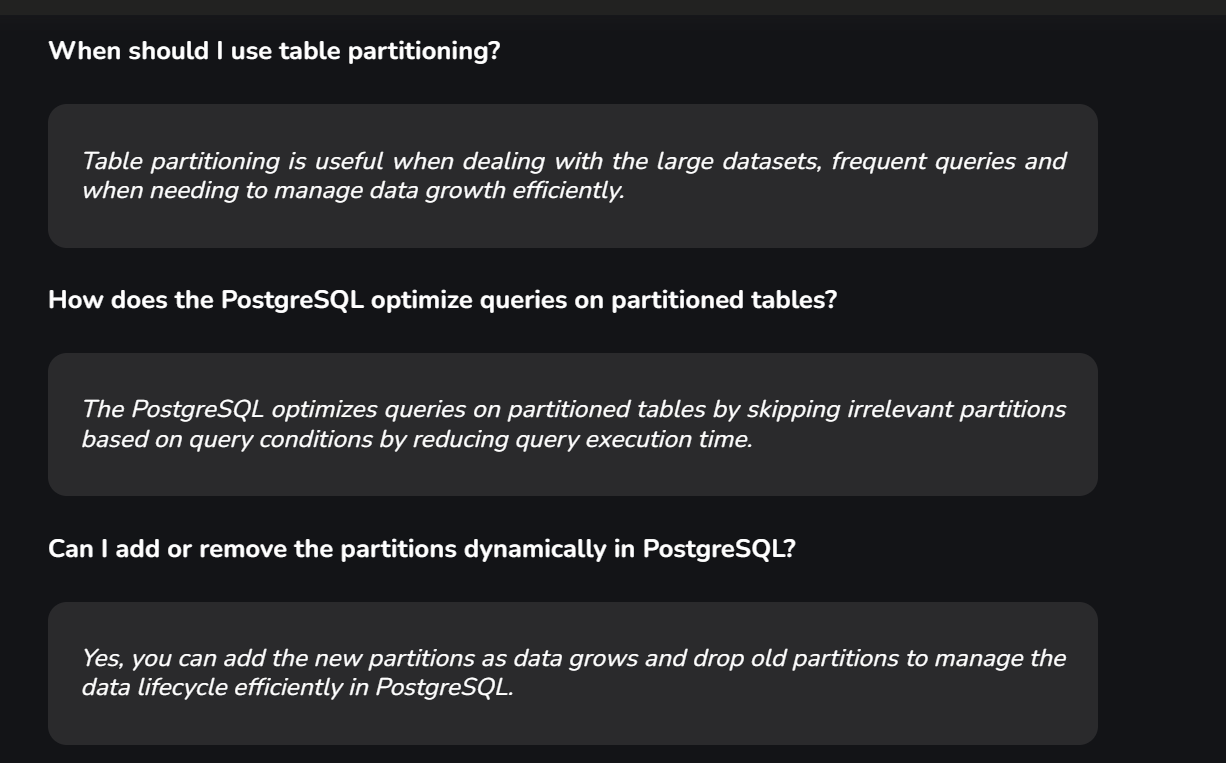 When should I use table partitioning?
Table partitioning is useful when dealing with the large datasets, frequent queries and
when needing to manage data growth efficiently.
How does the PostgreSQL optimize queries on partitioned tables?
The PostgreSQL optimizes queries on partitioned tables by skipping irrelevant partitions
based on query conditions by reducing query execution time.
Can I add or remove the partitions dynamically in PostgreSQL?
Yes, you can add the new partitions as data grows and drop old partitions to manage the
data lifecycle efficiently in PostgreSQL.